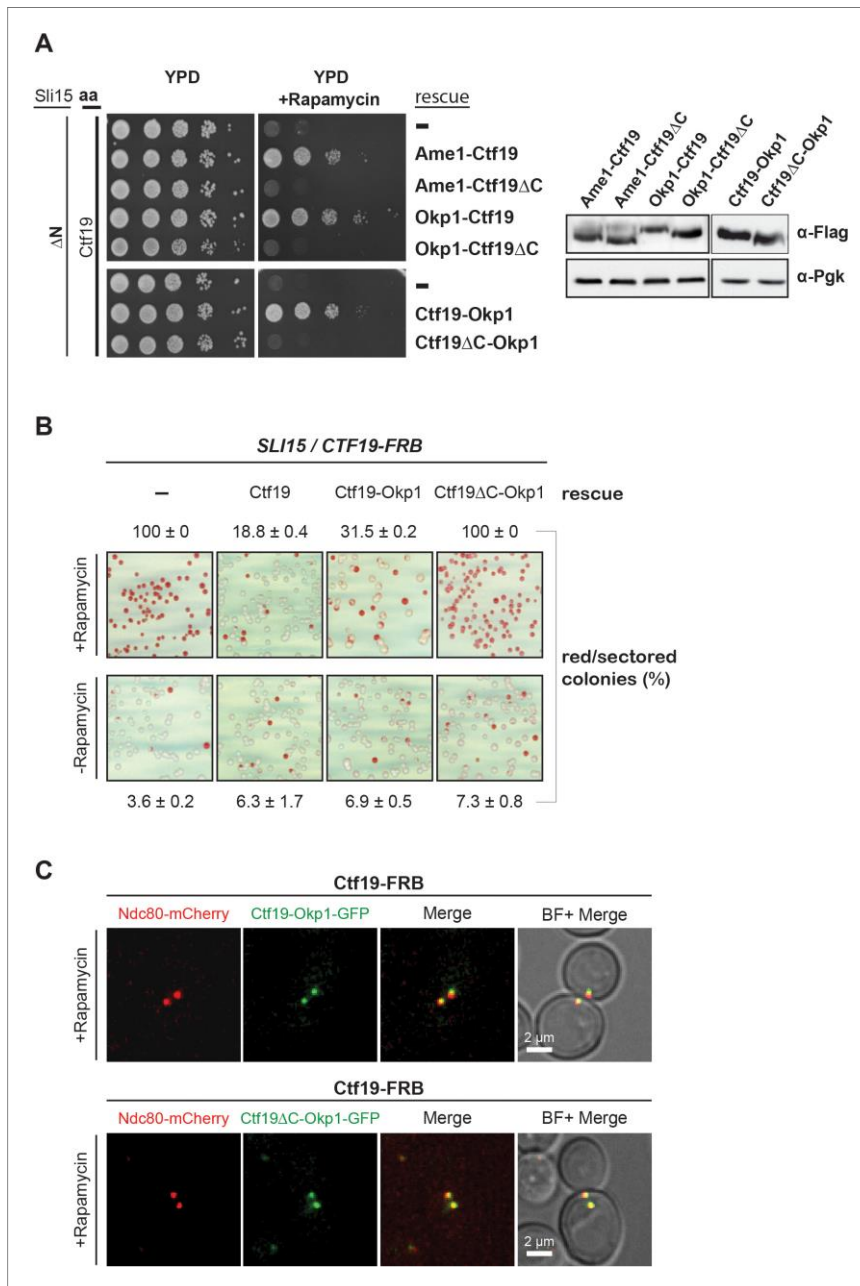 A
YPD
YPD
+Rapamycin
Sli15 aa
rescue
ΔN
Ctf19
–
Ame1-Ctf19
Ame1-Ctf19ΔC
Okp1-Ctf19
Okp1-Ctf19ΔC
–
Ctf19-Okp1
Ctf19ΔC-Okp1
Ame1-Ctf19
Ame1-Ctf19ΔC
Okp1-Ctf19
Okp1-Ctf19ΔC
Ctf19-Okp1
Ctf19ΔC-Okp1
α-Flag
α-Pgk
B
SLI15 / CTF19-FRB
– Ctf19 Ctf19-Okp1 Ctf19ΔC-Okp1 rescue
100 ± 0 18.8 ± 0.4 31.5 ± 0.2 100 ± 0
+Rapamycin
red/sectored
colonies (%)
-Rapamycin
3.6 ± 0.2 6.3 ± 1.7 6.9 ± 0.5 7.3 ± 0.8
C
Ctf19-FRB
Ndc80-mCherry Ctf19-Okp1-GFP Merge BF+ Merge
+Rapamycin
2 μm
Ctf19-FRB
Ndc80-mCherry Ctf19ΔC-Okp1-GFP Merge BF+ Merge
+Rapamycin
2 μm